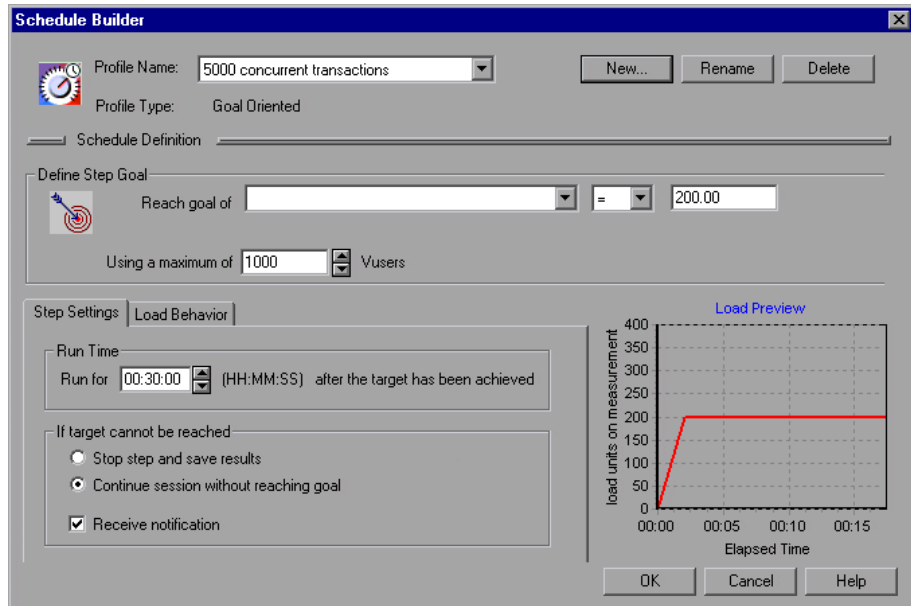 Schedule Builder
Profile Name: 5000 concurrent transactions New... Rename Delete
Profile Type: Goal Oriented
Schedule Definition
Define Step Goal
Reach goal of = 200.00
Using a maximum of 1000 Vusers
Step Settings Load Behavior
Run Time
Run for 00:30:00 (HH:MM:SS) after the target has been achieved
If target cannot be reached
Stop step and save results
Continue session without reaching goal
Receive notification
Load Preview
load units on measurement
400
350
300
250
200
150
100
50
0
00:00 00:05 00:10 00:15
Elapsed Time
OK Cancel Help